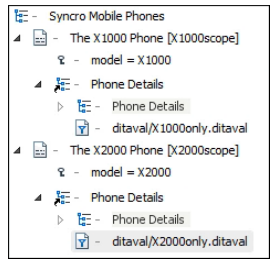 Syncro Mobile Phones
The X1000 Phone [X1000scope]
model = X1000
Phone Details
Phone Details
ditaval/X1000only.ditaval
The X2000 Phone [X2000scope]
model = X2000
Phone Details
Phone Details
ditaval/X2000only.ditaval